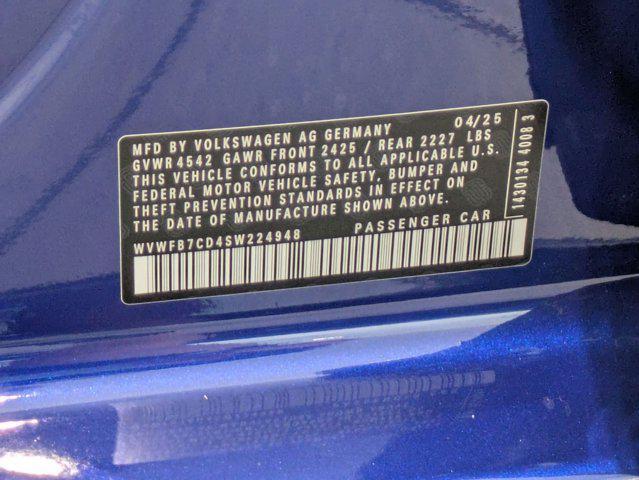 MFD BY VOLKSWAGEN AG GERMANY 04/25
GVWR 4542 GAWR FRONT 2425 / REAR 2227 LBS
THIS VEHICLE CONFORMS TO ALL APPLICABLE U.S.
FEDERAL MOTOR VEHICLE SAFETY, BUMPER AND
THEFT PREVENTION STANDARDS IN EFFECT ON
THE DATE OF MANUFACTURE SHOWN ABOVE.
WVWFB7CD4SW224948 PASSENGER CAR
1430134 4008 3